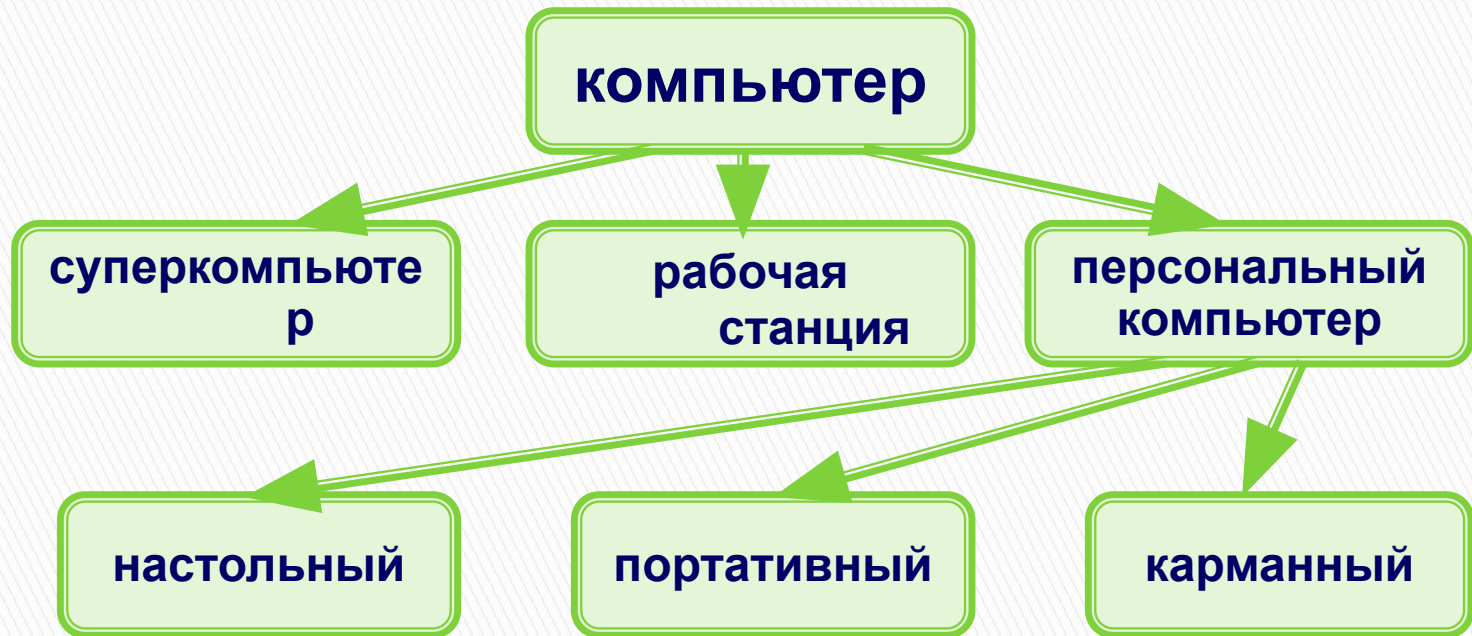 компьютер
суперкомпьюте
р
рабочая
станция
персональный
компьютер
настольный
портативный
карманный